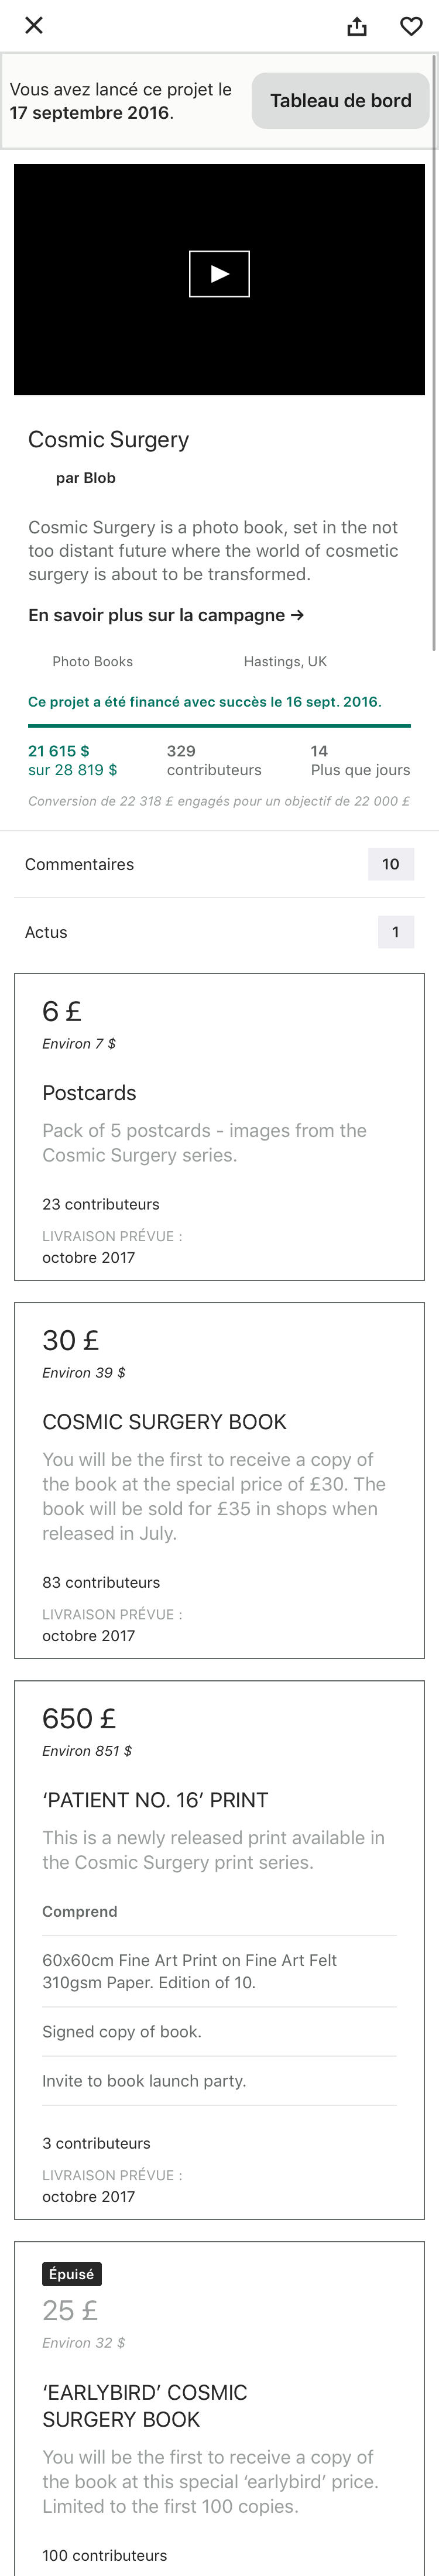 Vous avez lancé ce projet le
17 septembre 2016.
Tableau de bord
Cosmic Surgery
par Blob
Cosmic Surgery is a photo book, set in the not
too distant future where the world of cosmetic
surgery is about to be transformed.
En savoir plus sur la campagne →
Photo Books
Hastings, UK
Ce projet a été financé avec succès le 16 sept. 2016.
21 615 $
sur 28 819 $
329
contributeurs
14
Plus que jours
Conversion de 22 318 £ engagés pour un objectif de 22 000 £
Commentaires
10
Actus
1
6 £
Environ 7 $
Postcards
Pack of 5 postcards - images from the
Cosmic Surgery series.
23 contributeurs
LIVRAISON PRÉVUE :
octobre 2017
30 £
Environ 39 $
COSMIC SURGERY BOOK
You will be the first to receive a copy of
the book at the special price of £30. The
book will be sold for £35 in shops when
released in July.
83 contributeurs
LIVRAISON PRÉVUE :
octobre 2017
650 £
Environ 851 $
‘PATIENT NO. 16’ PRINT
This is a newly released print available in
the Cosmic Surgery print series.
Comprend
60x60cm Fine Art Print on Fine Art Felt
310gsm Paper. Edition of 10.
Signed copy of book.
Invite to book launch party.
3 contributeurs
LIVRAISON PRÉVUE :
octobre 2017
Épuisé
25 £
Environ 32 $
‘EARLYBIRD’ COSMIC
SURGERY BOOK
You will be the first to receive a copy of
the book at this special ‘earlybird’ price.
Limited to the first 100 copies.
100 contributeurs